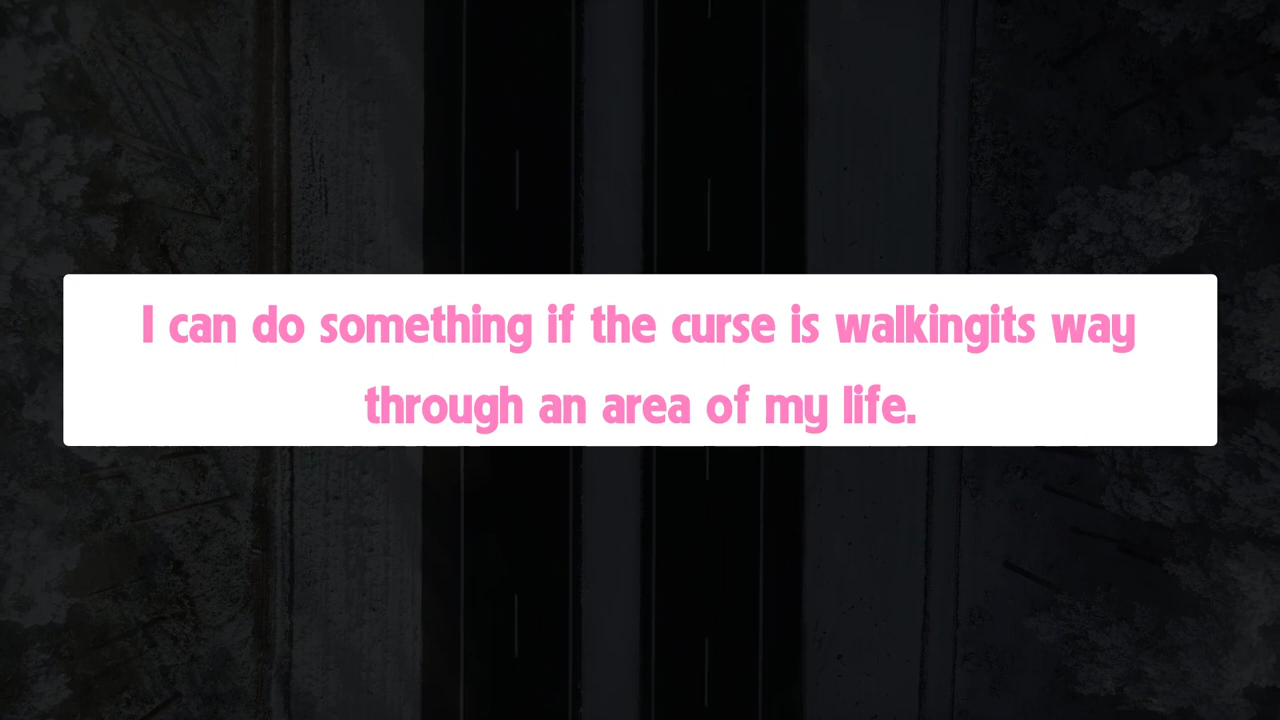 I can do something if the curse is walkingits way
through an area of my life.